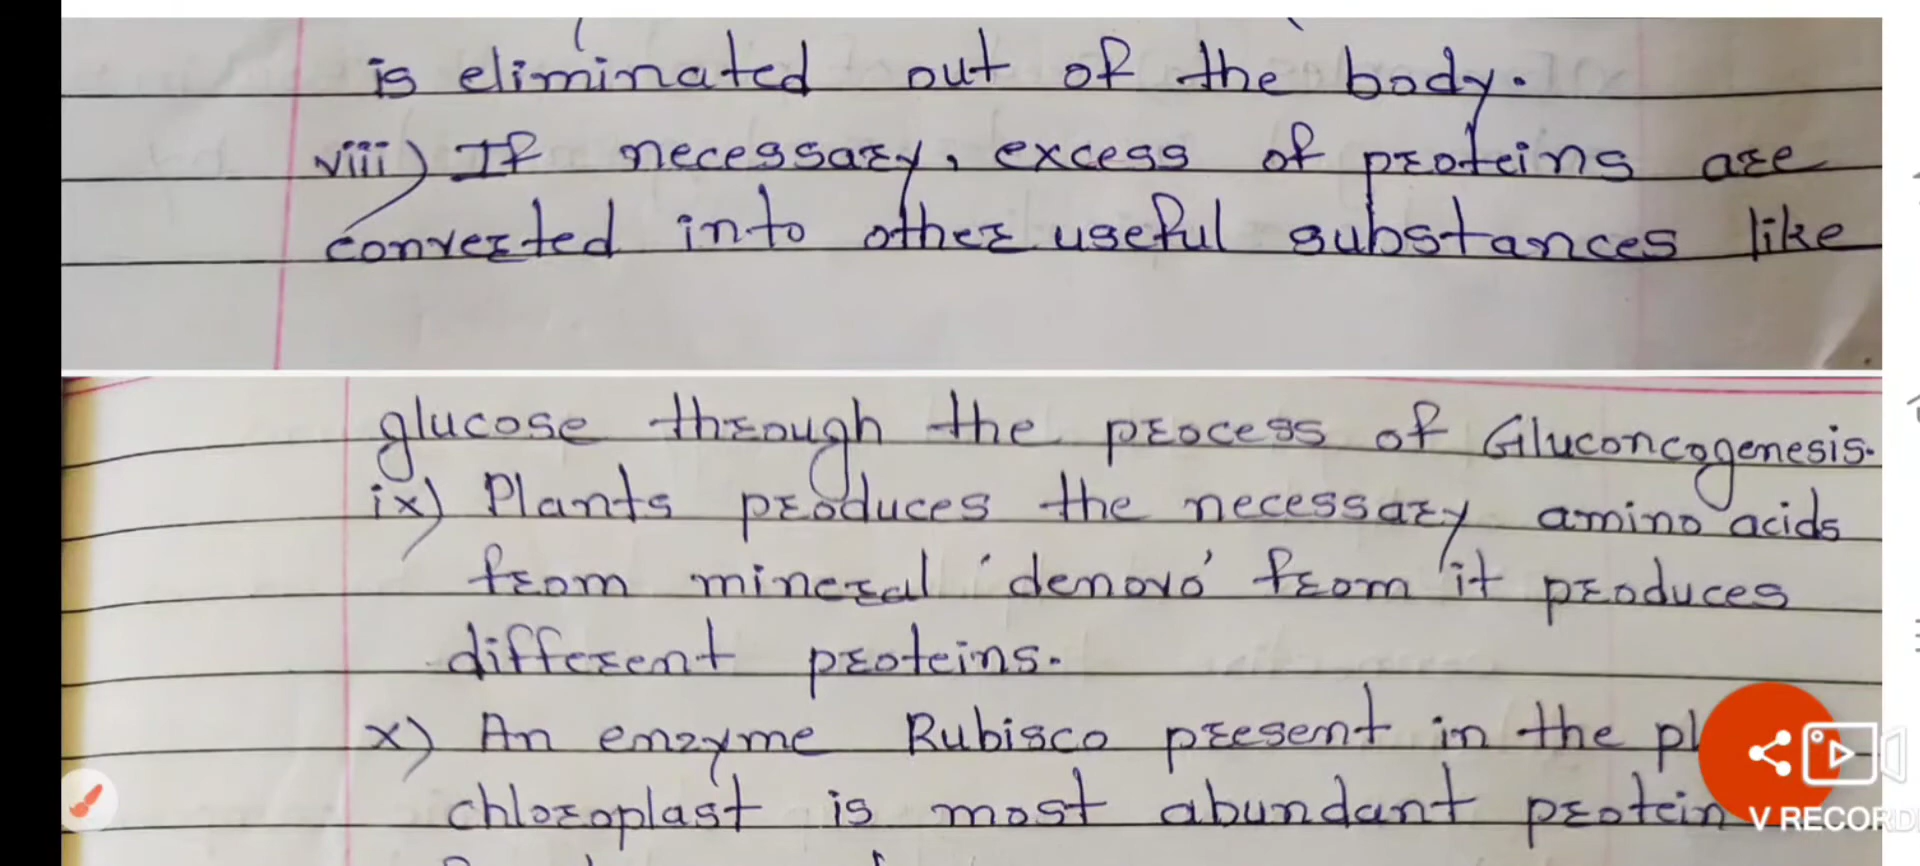 is eliminated out of the body.
viii) If necessary, excess of proteins are
converted into other useful substances like
glucose through the process of Gluconeogenesis.
ix) Plants produces the necessary amino acids
from mineral 'denovo' from it produces
different proteins.
x) An enzyme Rubisco present in the pl
chloroplast is most abundant protein
V RECORD